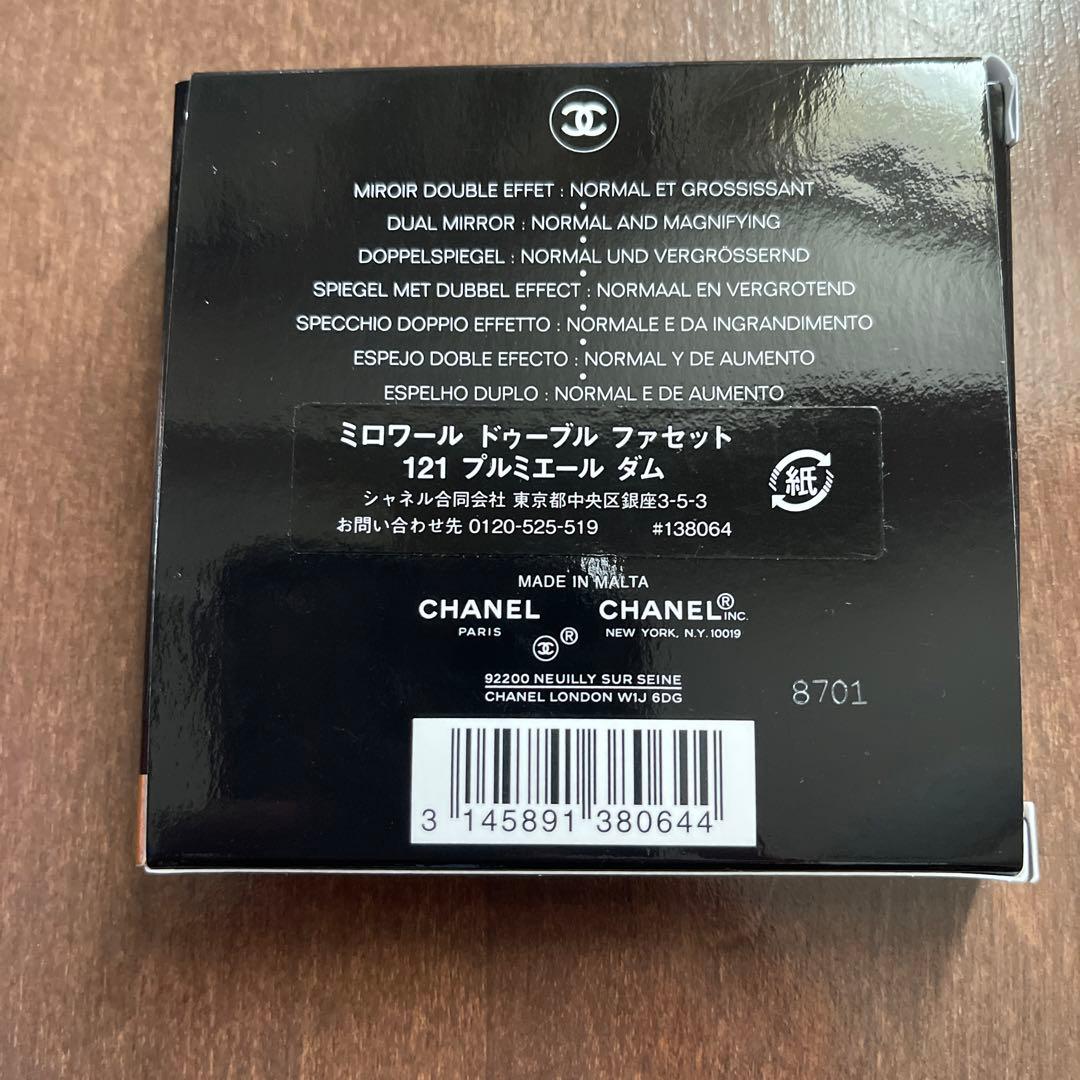 MIROIR DOUBLE EFFET : NORMAL ET GROSSISSANT
•
DUAL MIRROR : NORMAL AND MAGNIFYING
•
DOPPELSPIEGEL : NORMAL UND VERGRÖSSERND
•
SPIEGEL MET DUBBEL EFFECT : NORMAAL EN VERGROTEND
•
SPECCHIO DOPPIO EFFETTO : NORMALE E DA INGRANDIMENTO
•
ESPEJO DOBLE EFECTO : NORMAL Y DE AUMENTO
•
ESPELHO DUPLO : NORMAL E DE AUMENTO
ミロワール ドゥーブル ファセット
121 プルミエール ダム
シャネル合同会社 東京都中央区銀座3-5-3
お問い合わせ先 0120-525-519 #138064
紙
MADE IN MALTA
CHANEL CHANEL® INC.
PARIS NEW YORK, N.Y. 10019
®
92200 NEUILLY SUR SEINE
CHANEL LONDON W1J 6DG
8701
3 145891 380644